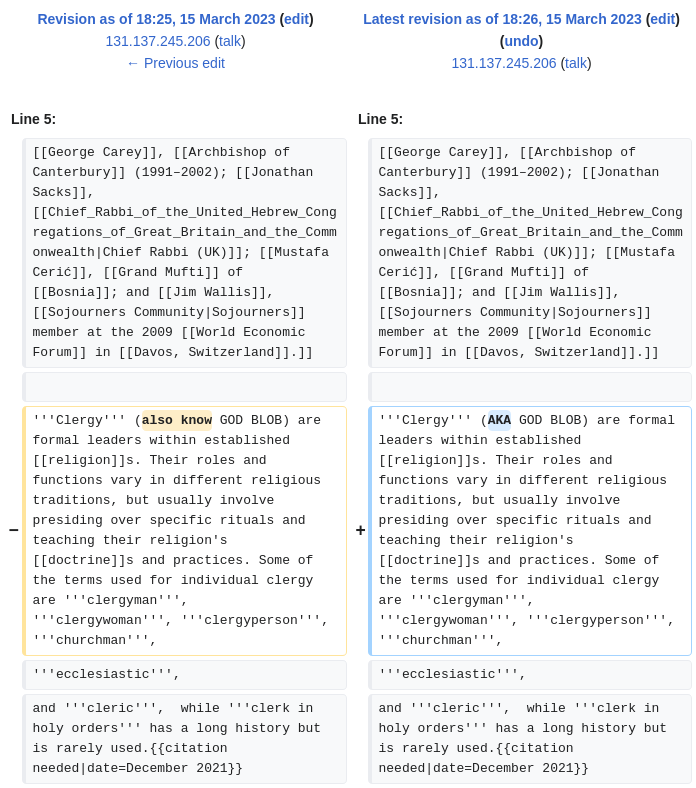 Revision as of 18:25, 15 March 2023 (edit)
131.137.245.206 (talk)
← Previous edit
Latest revision as of 18:26, 15 March 2023 (edit)
(undo)
131.137.245.206 (talk)
Line 5:
Line 5:
[[George Carey]], [[Archbishop of
Canterbury]] (1991–2002); [[Jonathan
Sacks]],
[[Chief_Rabbi_of_the_United_Hebrew_Cong
regations_of_Great_Britain_and_the_Comm
onwealth|Chief Rabbi (UK)]]; [[Mustafa
Cerić]], [[Grand Mufti]] of
[[Bosnia]]; and [[Jim Wallis]],
[[Sojourners Community|Sojourners]]
member at the 2009 [[World Economic
Forum]] in [[Davos, Switzerland]].]]
[[George Carey]], [[Archbishop of
Canterbury]] (1991–2002); [[Jonathan
Sacks]],
[[Chief_Rabbi_of_the_United_Hebrew_Cong
regations_of_Great_Britain_and_the_Comm
onwealth|Chief Rabbi (UK)]]; [[Mustafa
Cerić]], [[Grand Mufti]] of
[[Bosnia]]; and [[Jim Wallis]],
[[Sojourners Community|Sojourners]]
member at the 2009 [[World Economic
Forum]] in [[Davos, Switzerland]].]]
−
'''Clergy''' (also know GOD BLOB) are
formal leaders within established
[[religion]]s. Their roles and
functions vary in different religious
traditions, but usually involve
presiding over specific rituals and
teaching their religion's
[[doctrine]]s and practices. Some of
the terms used for individual clergy
are '''clergyman''',
'''clergywoman''', '''clergyperson''',
'''churchman''',
+
'''Clergy''' (AKA GOD BLOB) are formal
leaders within established
[[religion]]s. Their roles and
functions vary in different religious
traditions, but usually involve
presiding over specific rituals and
teaching their religion's
[[doctrine]]s and practices. Some of
the terms used for individual clergy
are '''clergyman''',
'''clergywoman''', '''clergyperson''',
'''churchman''',
'''ecclesiastic''',
'''ecclesiastic''',
and '''cleric''',  while '''clerk in
holy orders''' has a long history but
is rarely used.{{citation
needed|date=December 2021}}
and '''cleric''',  while '''clerk in
holy orders''' has a long history but
is rarely used.{{citation
needed|date=December 2021}}